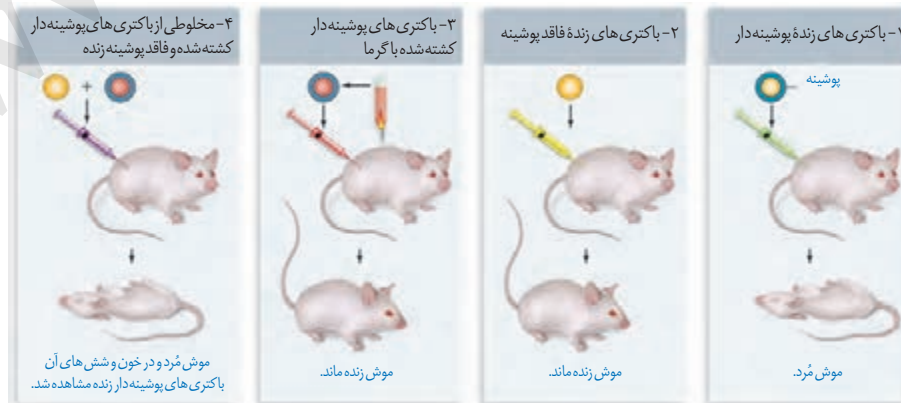 ۱- باکتری های زندهٔ پوشینه‌دار
پوشینه
موش مُرد.
۲- باکتری های زندهٔ فاقد پوشینه
موش زنده ماند.
۳- باکتری های پوشینه‌دار
کشته‌شده با گرما
موش زنده ماند.
۴- مخلوطی از باکتری های پوشینه‌دار
کشته‌شده و فاقد پوشینه زنده
موش مُرد و در خون و شش های آن
باکتری های پوشینه‌دار زنده مشاهده شد.